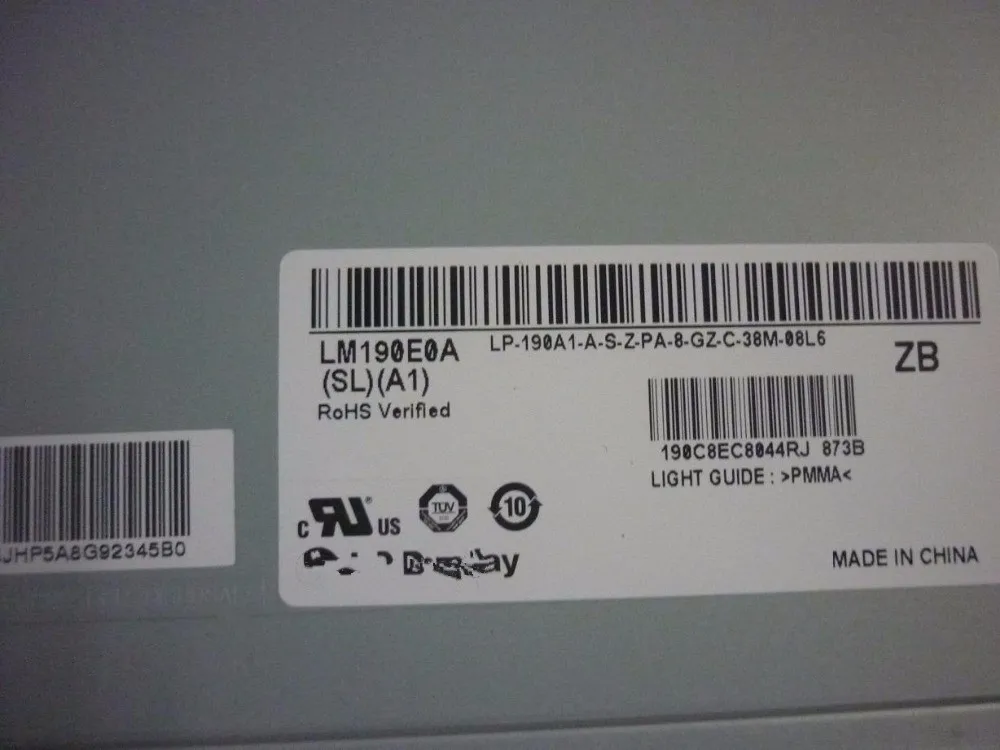 LM190E0A
LP-190A1-A-S-Z-PA-8-GZ-C-38M-08L6
ZB
(SL)(A1)
RoHS Verified
190C8EC8044RJ 873B
LIGHT GUIDE : >PMMA<
JHP5A8G92345B0
C US
TUV
10
MADE IN CHINA